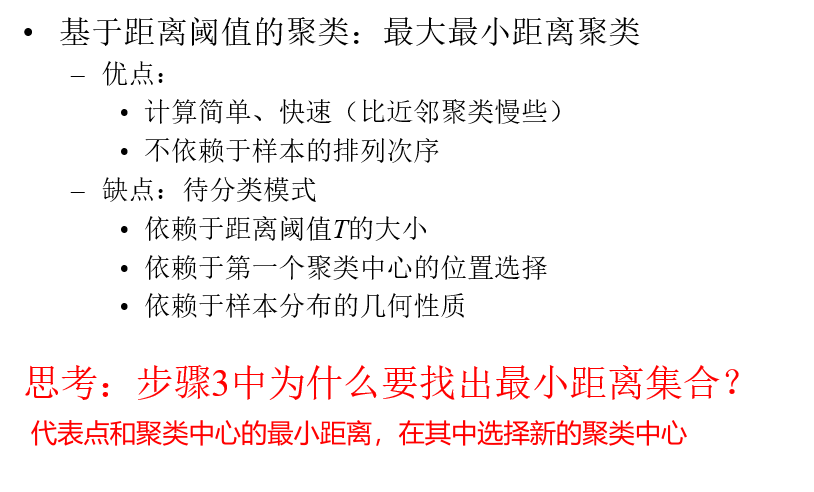 • 基于距离阈值的聚类：最大最小距离聚类
– 优点：
• 计算简单、快速（比近邻聚类慢些）
• 不依赖于样本的排列次序
– 缺点：待分类模式
• 依赖于距离阈值T的大小
• 依赖于第一个聚类中心的位置选择
• 依赖于样本分布的几何性质
思考：步骤3中为什么要找出最小距离集合？
代表点和聚类中心的最小距离，在其中选择新的聚类中心